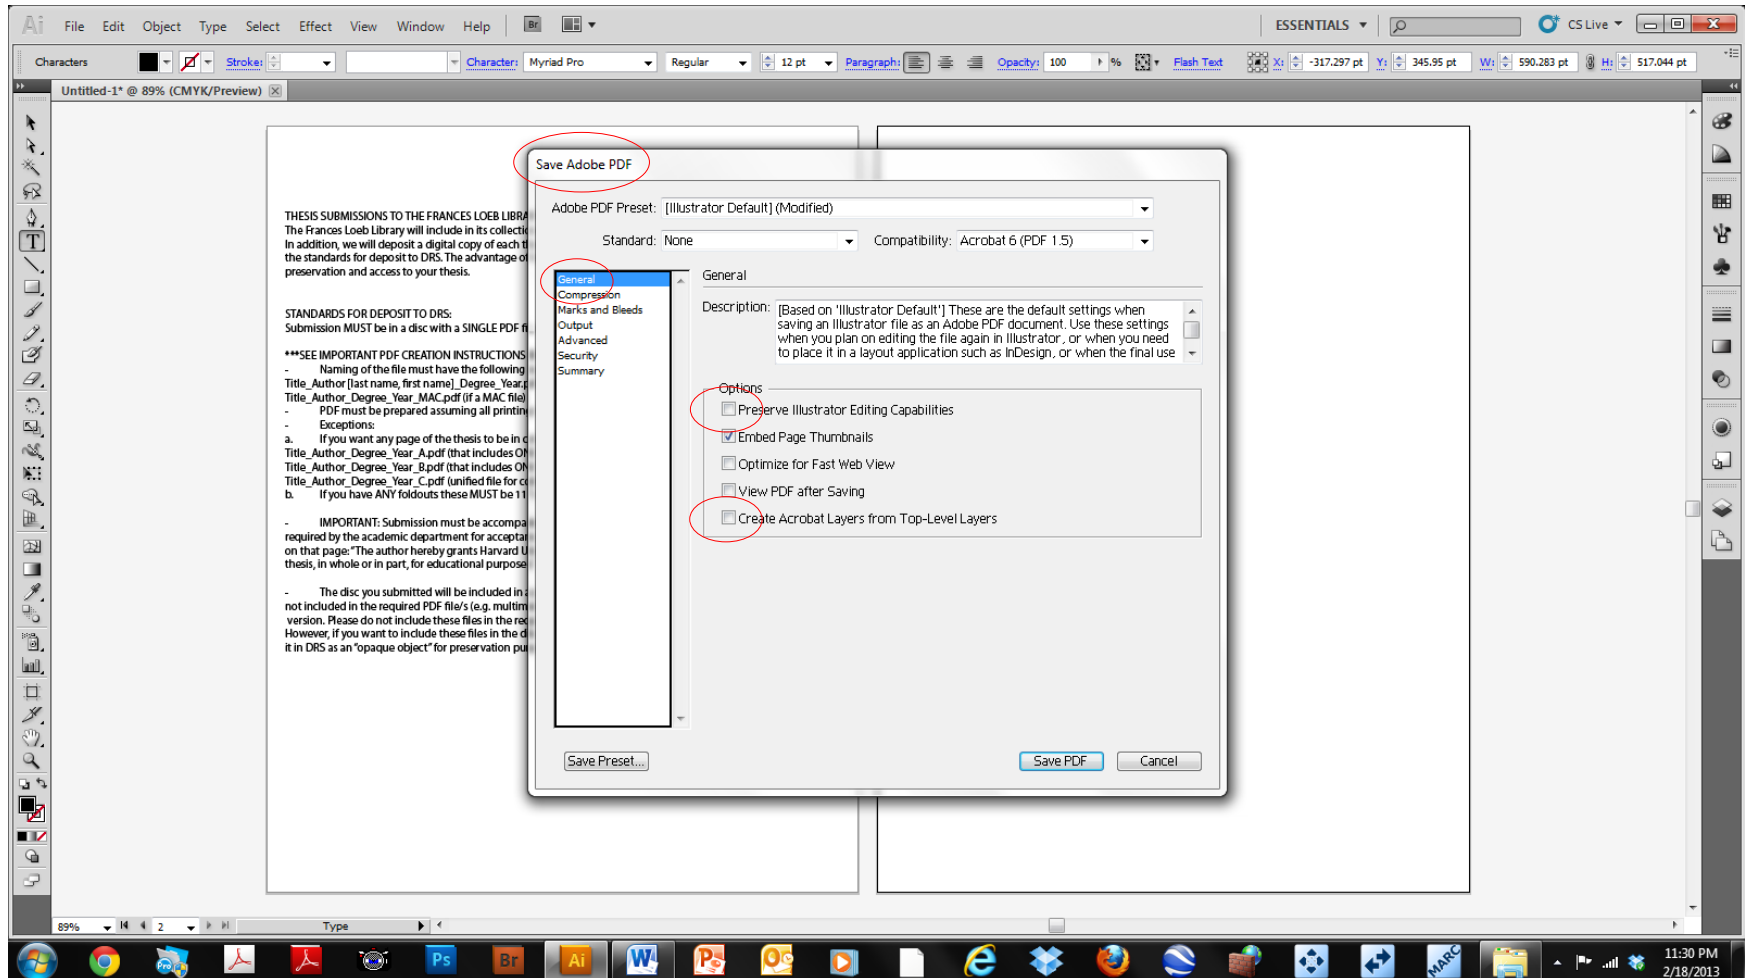 Ai File Edit Object Type Select Effect View Window Help Br ESSENTIALS CS Live
Characters Stroke: Character: Myriad Pro Regular 12 pt Paragraph: Opacity: 100 % Flash Text X: -317.297 pt Y: 345.95 pt W: 590.283 pt H: 517.044 pt
Untitled-1* @ 89% (CMYK/Preview)
THESIS SUBMISSIONS TO THE FRANCES LOEB LIBRA
The Frances Loeb Library will include in its collectio
In addition, we will deposit a digital copy of each t
the standards for deposit to DRS. The advantage of
preservation and access to your thesis.
STANDARDS FOR DEPOSIT TO DRS:
Submission MUST be in a disc with a SINGLE PDF fi
***SEE IMPORTANT PDF CREATION INSTRUCTIONS
- Naming of the file must have the following
Title_Author [last name, first name]_Degree_Year.p
Title_Author_Degree_Year_MAC.pdf (if a MAC file)
- PDF must be prepared assuming all printin
- Exceptions:
a. If you want any page of the thesis to be in c
Title_Author_Degree_Year_A.pdf (that includes ON
Title_Author_Degree_Year_B.pdf (that includes ON
Title_Author_Degree_Year_C.pdf (unified file for co
b. If you have ANY foldouts these MUST be 11
- IMPORTANT: Submission must be accompa
required by the academic department for acceptan
on that page: "The author hereby grants Harvard U
thesis, in whole or in part, for educational purpose
- The disc you submitted will be included in a
not included in the required PDF file/s (e.g. multim
version. Please do not include these files in the req
However, if you want to include these files in the di
it in DRS as an "opaque object" for preservation pur
Save Adobe PDF
Adobe PDF Preset: [Illustrator Default] (Modified)
Standard: None Compatibility: Acrobat 6 (PDF 1.5)
General
Compression
Marks and Bleeds
Output
Advanced
Security
Summary
General
Description: [Based on 'Illustrator Default'] These are the default settings when
saving an Illustrator file as an Adobe PDF document. Use these settings
when you plan on editing the file again in Illustrator, or when you need
to place it in a layout application such as InDesign, or when the final use
Options
Preserve Illustrator Editing Capabilities
Embed Page Thumbnails
Optimize for Fast Web View
View PDF after Saving
Create Acrobat Layers from Top-Level Layers
Save Preset... Save PDF Cancel
89% 2 Type
Pro Ps Br Ai W P O MARC 11:30 PM
2/18/2013